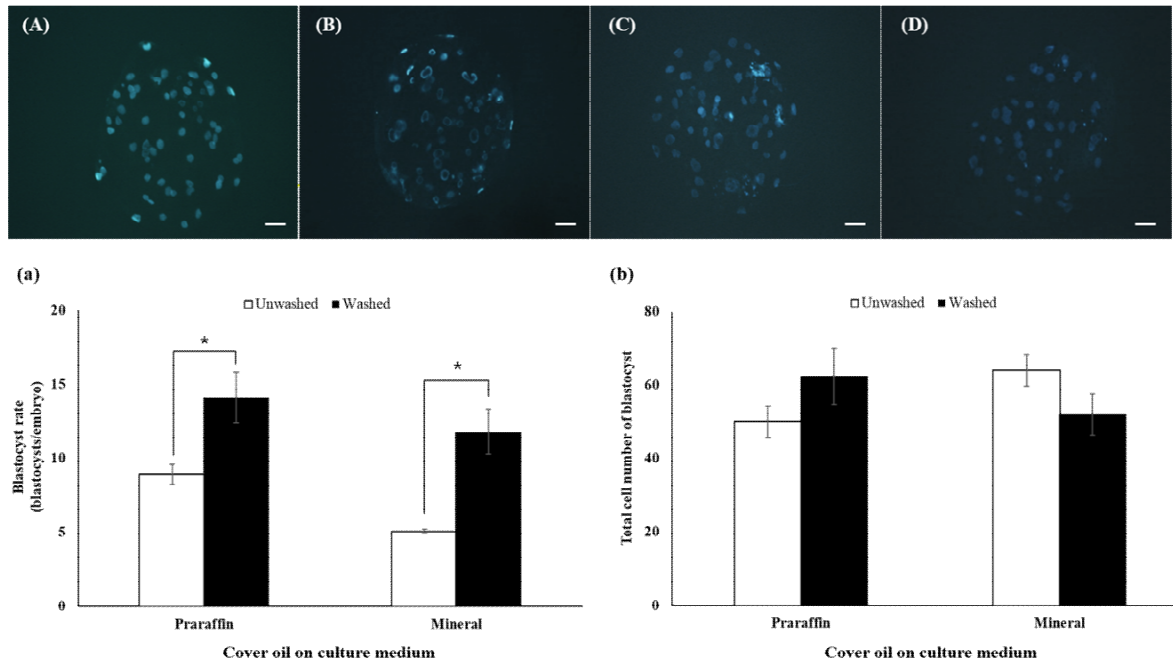 (A)
(B)
(C)
(D)
(a)
Unwashed Washed
20
15
10
5
0
Blastocyst rate
(blastocysts/embryo)
*
*
Praraffin
Mineral
Cover oil on culture medium
(b)
Unwashed Washed
80
60
40
20
0
Total cell number of blastocyst
Praraffin
Mineral
Cover oil on culture medium